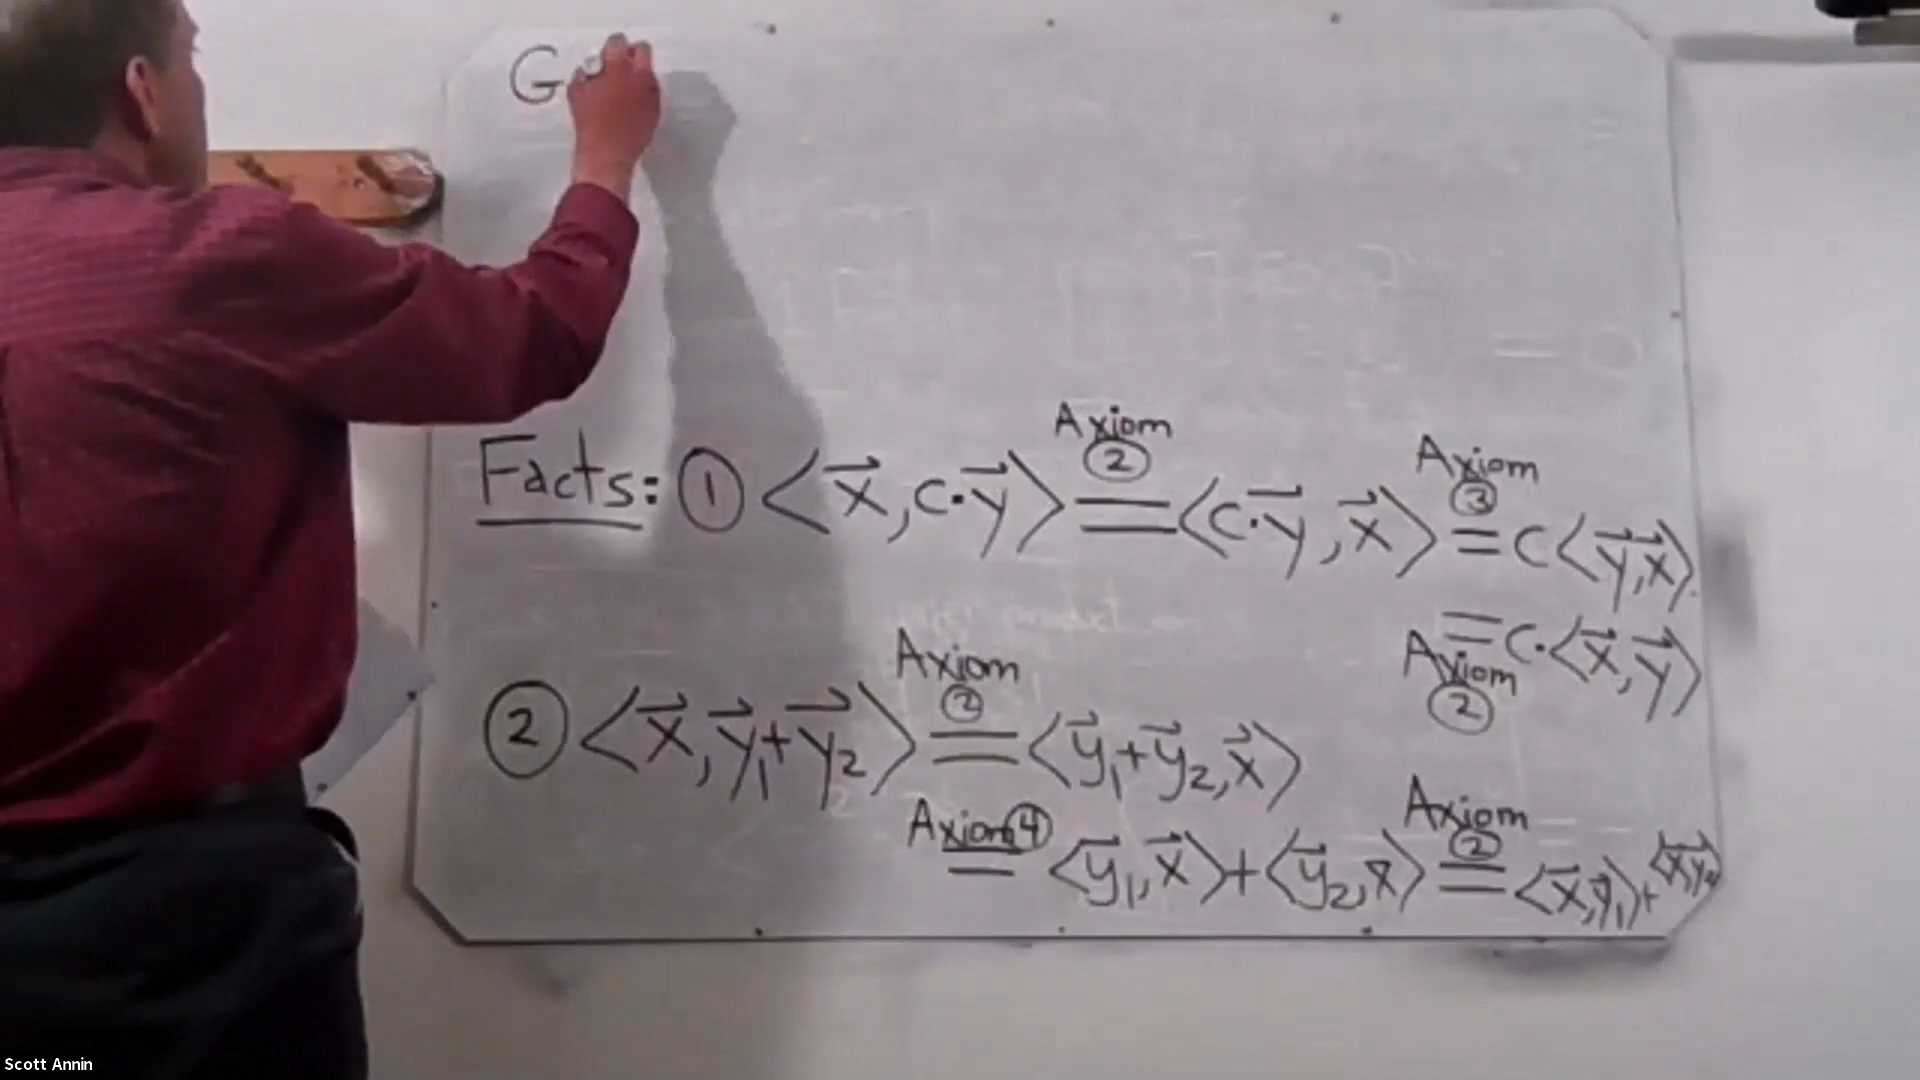 G
Axiom
②
Axiom
③
Facts: ① <x⃗, c·y⃗> = <c·y⃗, x⃗> = c<y⃗, x⃗>
= c·<x⃗, y⃗>
Axiom
②
Axiom
②
② <x⃗, y⃗₁+y⃗₂> = <y⃗₁+y⃗₂, x⃗>
Axiom ④
Axiom
②
= <y⃗₁, x⃗> + <y⃗₂, x⃗> = <x⃗, y⃗₁> + <x⃗, y⃗₂>
Scott Annin